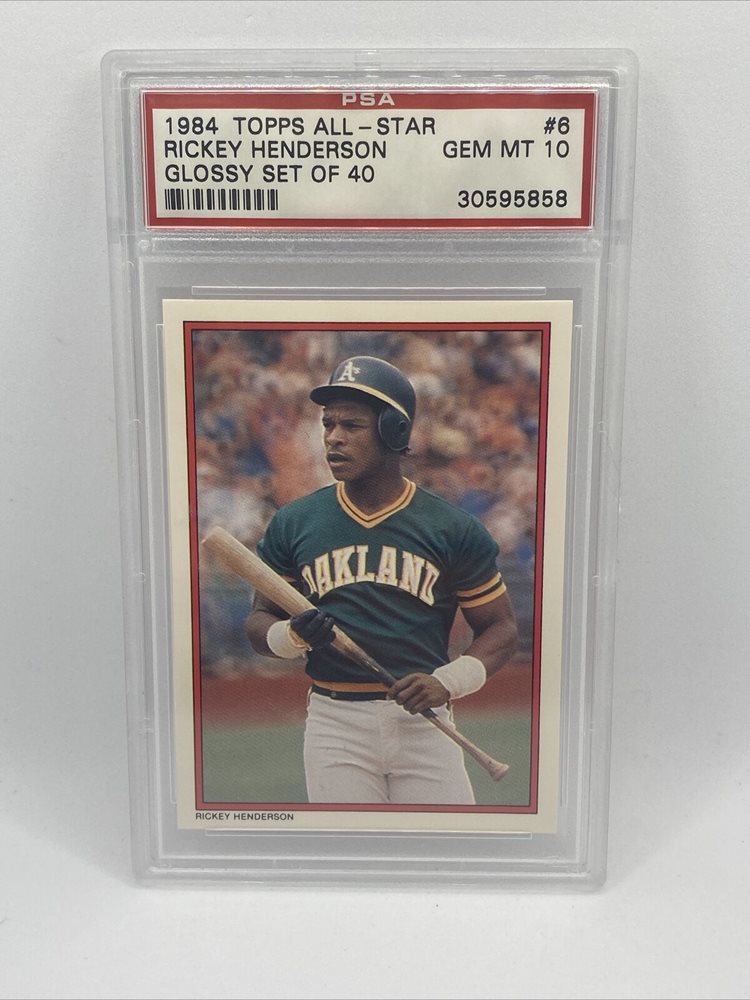 PSA
1984 TOPPS ALL-STAR #6
RICKEY HENDERSON GEM MT 10
GLOSSY SET OF 40
30595858
A's
OAKLAND
RICKEY HENDERSON